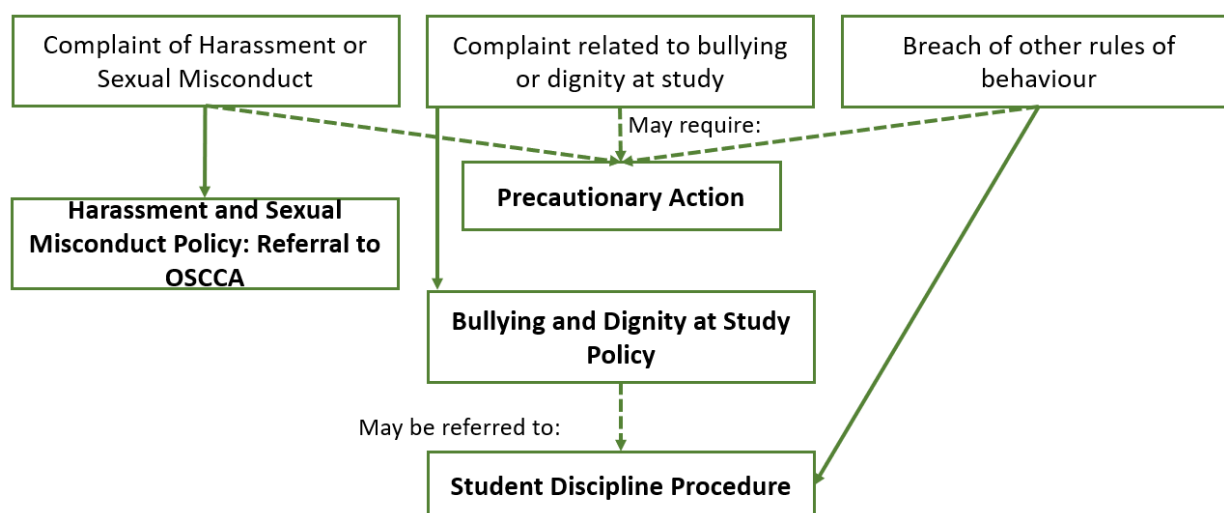 Complaint of Harassment or
Sexual Misconduct
Complaint related to bullying
or dignity at study
Breach of other rules of
behaviour
May require:
Precautionary Action
Harassment and Sexual
Misconduct Policy: Referral to
OSCCA
Bullying and Dignity at Study
Policy
May be referred to:
Student Discipline Procedure